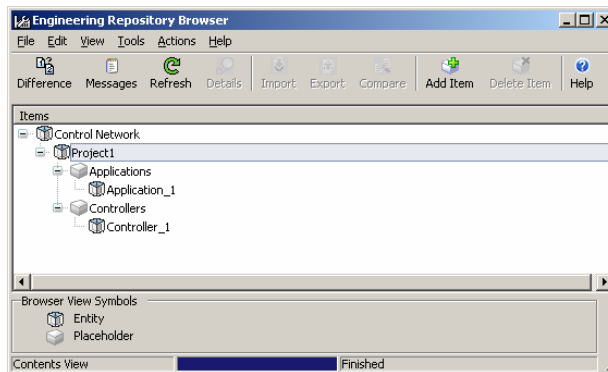 Engineering Repository Browser
File Edit View Tools Actions Help
Difference Messages Refresh Details Import Export Compare Add Item Delete Item Help
Items
Control Network
Project1
Applications
Application_1
Controllers
Controller_1
Browser View Symbols
Entity
Placeholder
Contents View Finished